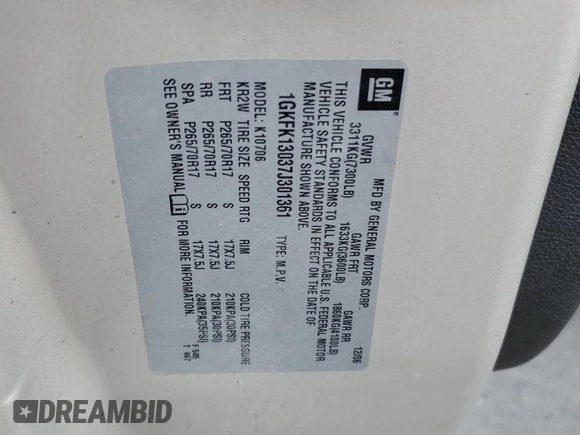 GM
MFD BY GENERAL MOTORS CORP. 12/06
GVWR GAWR FRT GAWR RR
3311KG(7300LB) 1633KG(3600LB) 1860KG(4100LB)
THIS VEHICLE CONFORMS TO ALL APPLICABLE U.S. FEDERAL MOTOR
VEHICLE SAFETY STANDARDS IN EFFECT ON THE DATE OF
MANUFACTURE SHOWN ABOVE.
1GKFK13037J301361 TYPE: M.P.V.
MODEL: K10706
KR2W TIRE SIZE SPEED RTG RIM COLD TIRE PRESSURE
FRT P265/70R17 S 17X7.5J 210KPA(30PSI)
RR P265/70R17 S 17X7.5J 210KPA(30PSI)
SPA P265/70R17 S 17X7.5J 240KPA(35PSI)
SEE OWNER'S MANUAL FOR MORE INFORMATION.
F 585
T 467
DREAMBID